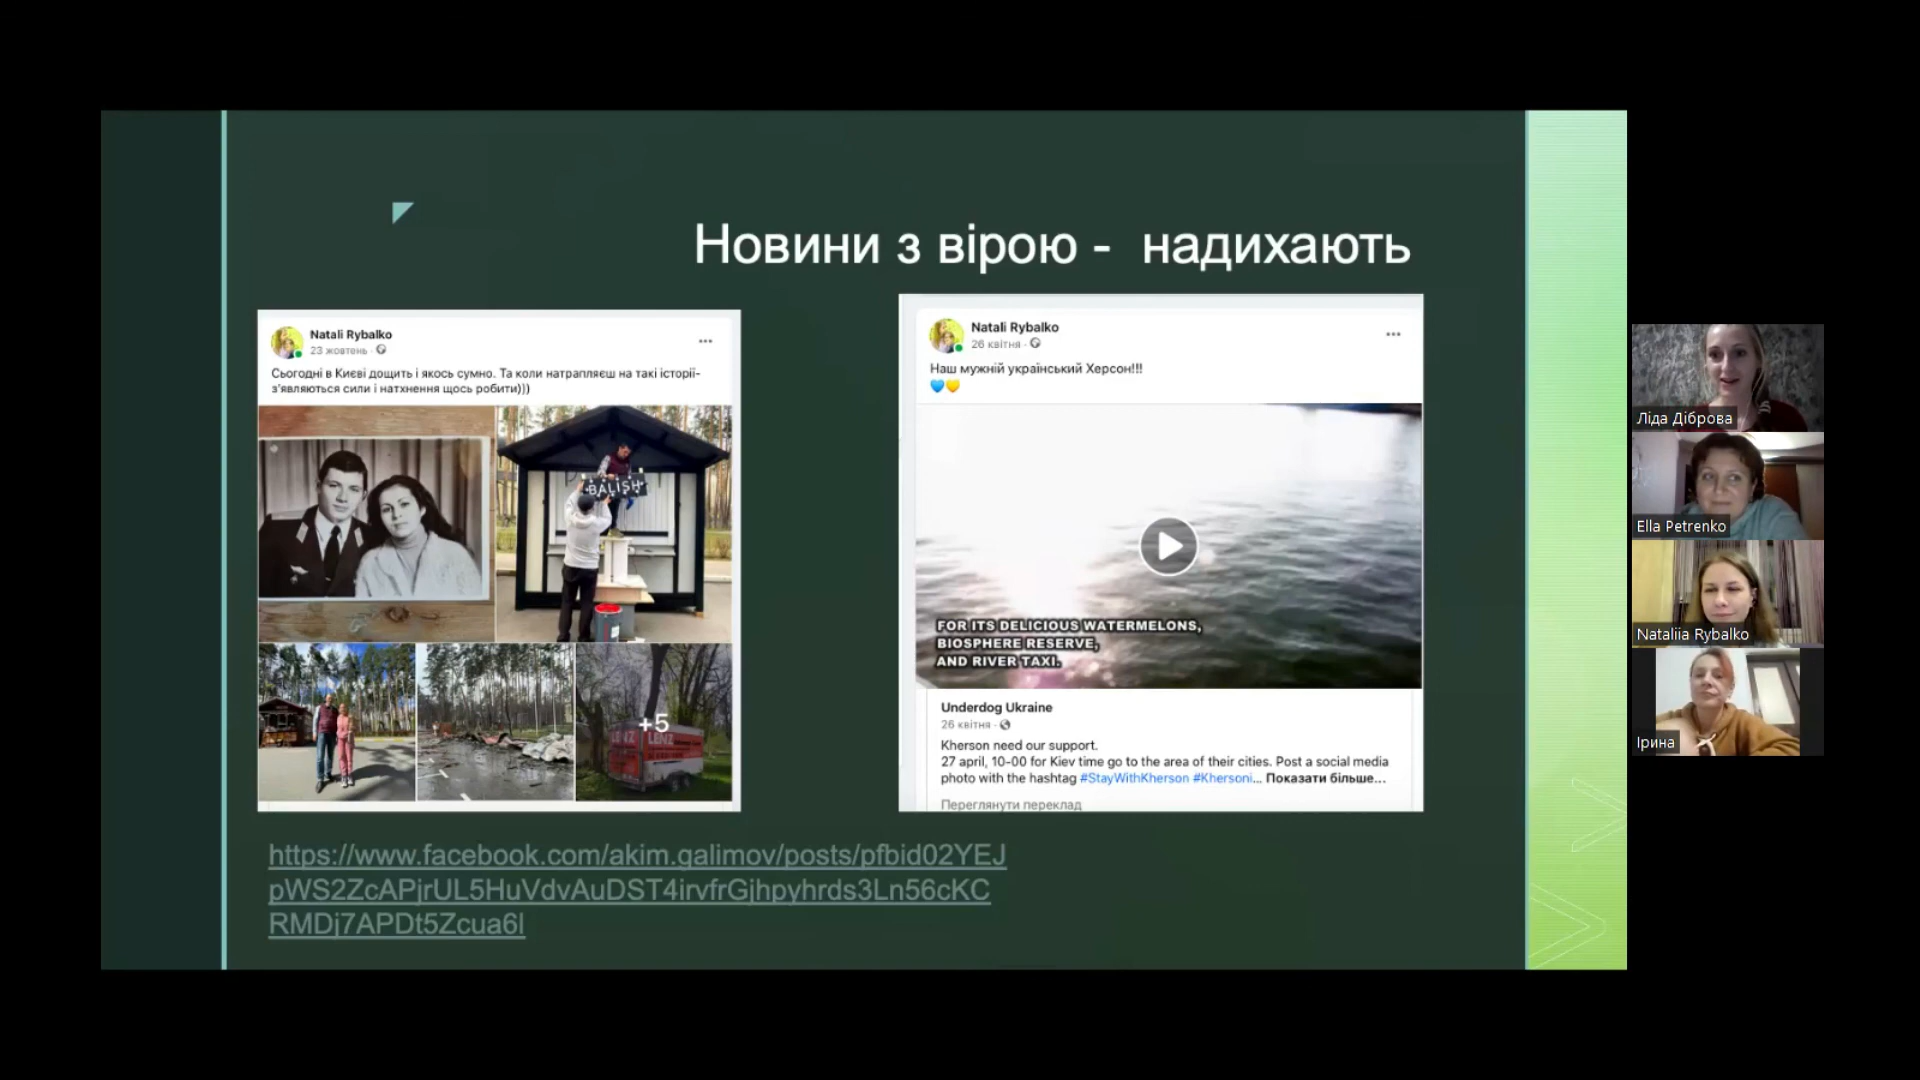 Новини з вірою - надихають
Natali Rybalko
23 жовтень
Сьогодні в Києві дощить і якось сумно. Та коли натрапляєш на такі історії-
з'являються сили і натхнення щось робити)))
BALISH
+5
LENZ
LENZ
Natali Rybalko
26 квітня
Наш мужній український Херсон!!!
FOR ITS DELICIOUS WATERMELONS,
BIOSPHERE RESERVE,
AND RIVER TAXI.
Underdog Ukraine
26 квітня
Kherson need our support.
27 april, 10-00 for Kiev time go to the area of their cities. Post a social media
photo with the hashtag #StayWithKherson #Khersoni... Показати більше...
Переглянути переклад
https://www.facebook.com/akim.galimov/posts/pfbid02YEJ
pWS2ZcAPjrUL5HuVdvAuDST4irvfrGjhpyhrds3Ln56cKC
RMDj7APDt5Zcua6l
Ліда Діброва
Ella Petrenko
Nataliia Rybalko
Ірина